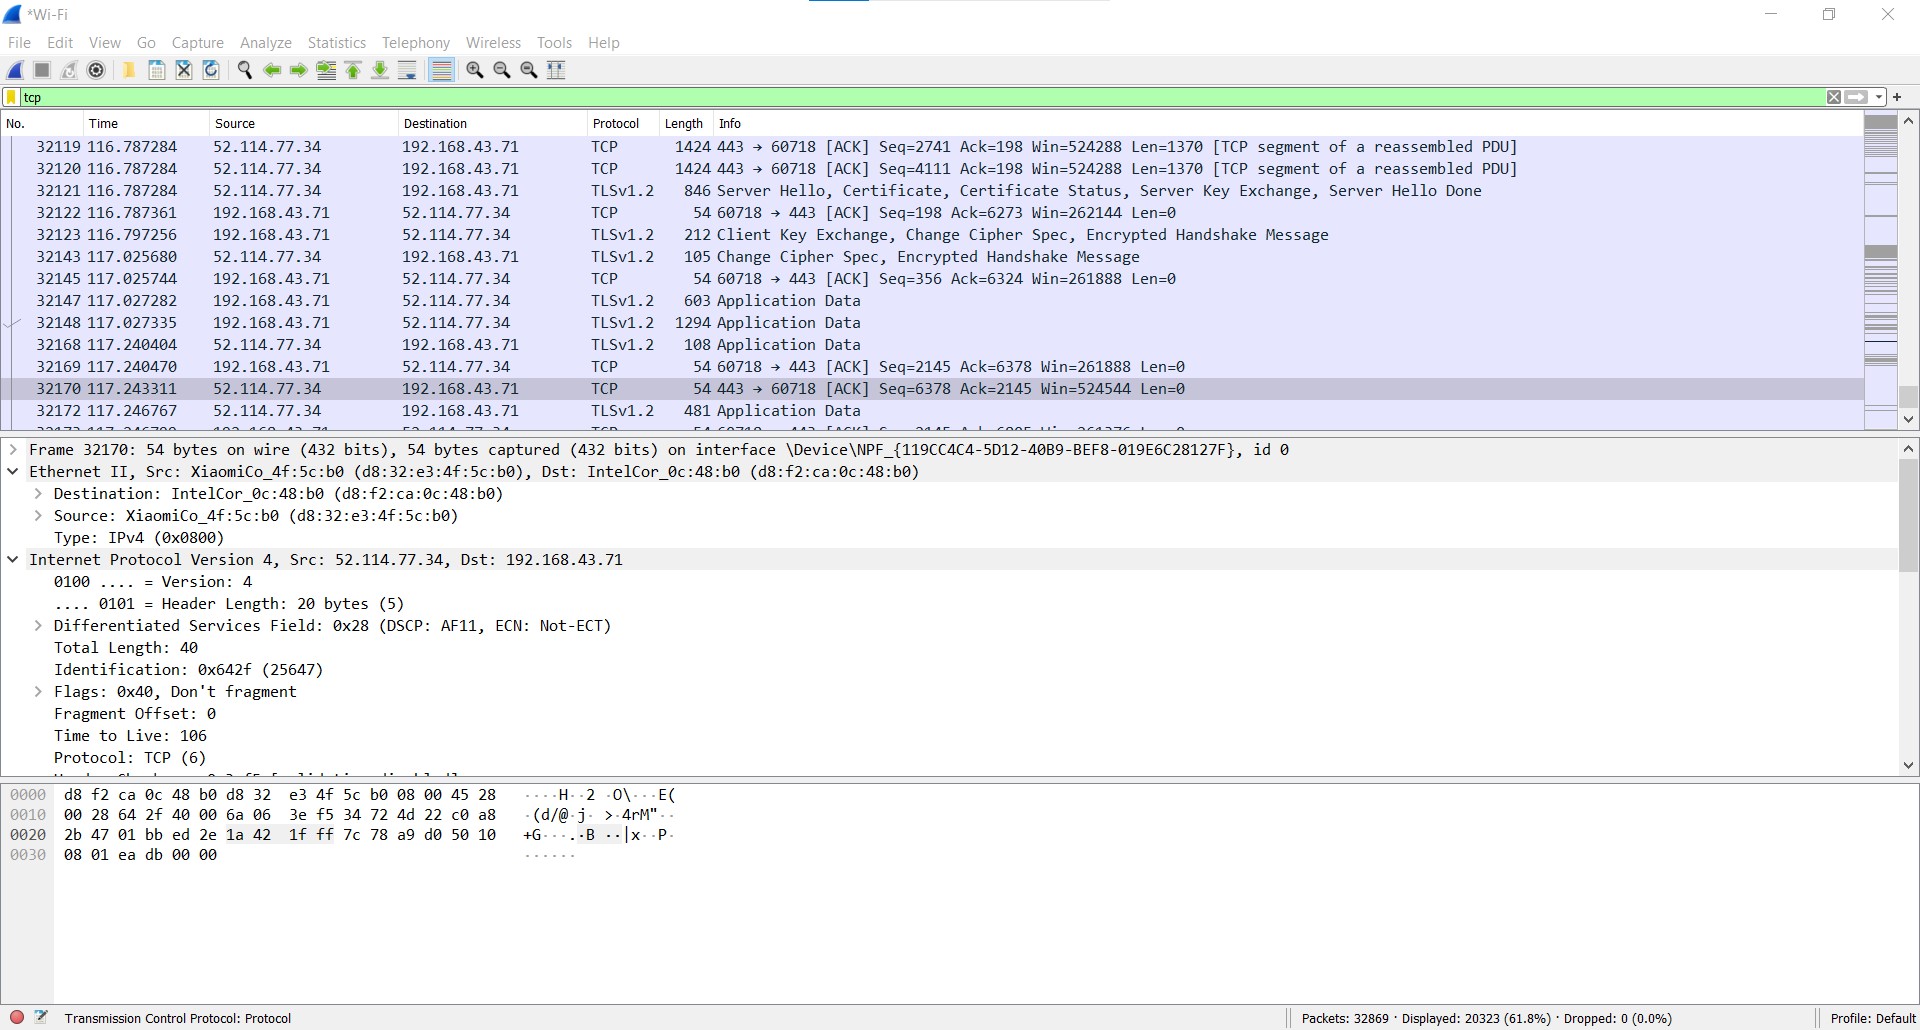 *Wi-Fi
File Edit View Go Capture Analyze Statistics Telephony Wireless Tools Help
tcp
No. Time Source Destination Protocol Length Info
32119 116.787284 52.114.77.34 192.168.43.71 TCP 1424 443 → 60718 [ACK] Seq=2741 Ack=198 Win=524288 Len=1370 [TCP segment of a reassembled PDU]
32120 116.787284 52.114.77.34 192.168.43.71 TCP 1424 443 → 60718 [ACK] Seq=4111 Ack=198 Win=524288 Len=1370 [TCP segment of a reassembled PDU]
32121 116.787284 52.114.77.34 192.168.43.71 TLSv1.2 846 Server Hello, Certificate, Certificate Status, Server Key Exchange, Server Hello Done
32122 116.787361 192.168.43.71 52.114.77.34 TCP 54 60718 → 443 [ACK] Seq=198 Ack=6273 Win=262144 Len=0
32123 116.797256 192.168.43.71 52.114.77.34 TLSv1.2 212 Client Key Exchange, Change Cipher Spec, Encrypted Handshake Message
32143 117.025680 52.114.77.34 192.168.43.71 TLSv1.2 105 Change Cipher Spec, Encrypted Handshake Message
32145 117.025744 192.168.43.71 52.114.77.34 TCP 54 60718 → 443 [ACK] Seq=356 Ack=6324 Win=261888 Len=0
32147 117.027282 192.168.43.71 52.114.77.34 TLSv1.2 603 Application Data
32148 117.027335 192.168.43.71 52.114.77.34 TLSv1.2 1294 Application Data
32168 117.240404 52.114.77.34 192.168.43.71 TLSv1.2 108 Application Data
32169 117.240470 192.168.43.71 52.114.77.34 TCP 54 60718 → 443 [ACK] Seq=2145 Ack=6378 Win=261888 Len=0
32170 117.243311 52.114.77.34 192.168.43.71 TCP 54 443 → 60718 [ACK] Seq=6378 Ack=2145 Win=524544 Len=0
32172 117.246767 52.114.77.34 192.168.43.71 TLSv1.2 481 Application Data
Frame 32170: 54 bytes on wire (432 bits), 54 bytes captured (432 bits) on interface \Device\NPF_{119CC4C4-5D12-40B9-BEF8-019E6C28127F}, id 0
Ethernet II, Src: XiaomiCo_4f:5c:b0 (d8:32:e3:4f:5c:b0), Dst: IntelCor_0c:48:b0 (d8:f2:ca:0c:48:b0)
Destination: IntelCor_0c:48:b0 (d8:f2:ca:0c:48:b0)
Source: XiaomiCo_4f:5c:b0 (d8:32:e3:4f:5c:b0)
Type: IPv4 (0x0800)
Internet Protocol Version 4, Src: 52.114.77.34, Dst: 192.168.43.71
0100 .... = Version: 4
.... 0101 = Header Length: 20 bytes (5)
Differentiated Services Field: 0x28 (DSCP: AF11, ECN: Not-ECT)
Total Length: 40
Identification: 0x642f (25647)
Flags: 0x40, Don't fragment
Fragment Offset: 0
Time to Live: 106
Protocol: TCP (6)
0000 d8 f2 ca 0c 48 b0 d8 32 e3 4f 5c b0 08 00 45 28 ····H··2 ·O\···E(
0010 00 28 64 2f 40 00 6a 06 3e f5 34 72 4d 22 c0 a8 ·(d/@·j· >·4rM"··
0020 2b 47 01 bb ed 2e 1a 42 1f ff 7c 78 a9 d0 50 10 +G···.·B ··|x··P·
0030 08 01 ea db 00 00 ······
Transmission Control Protocol: Protocol
Packets: 32869 · Displayed: 20323 (61.8%) · Dropped: 0 (0.0%)
Profile: Default